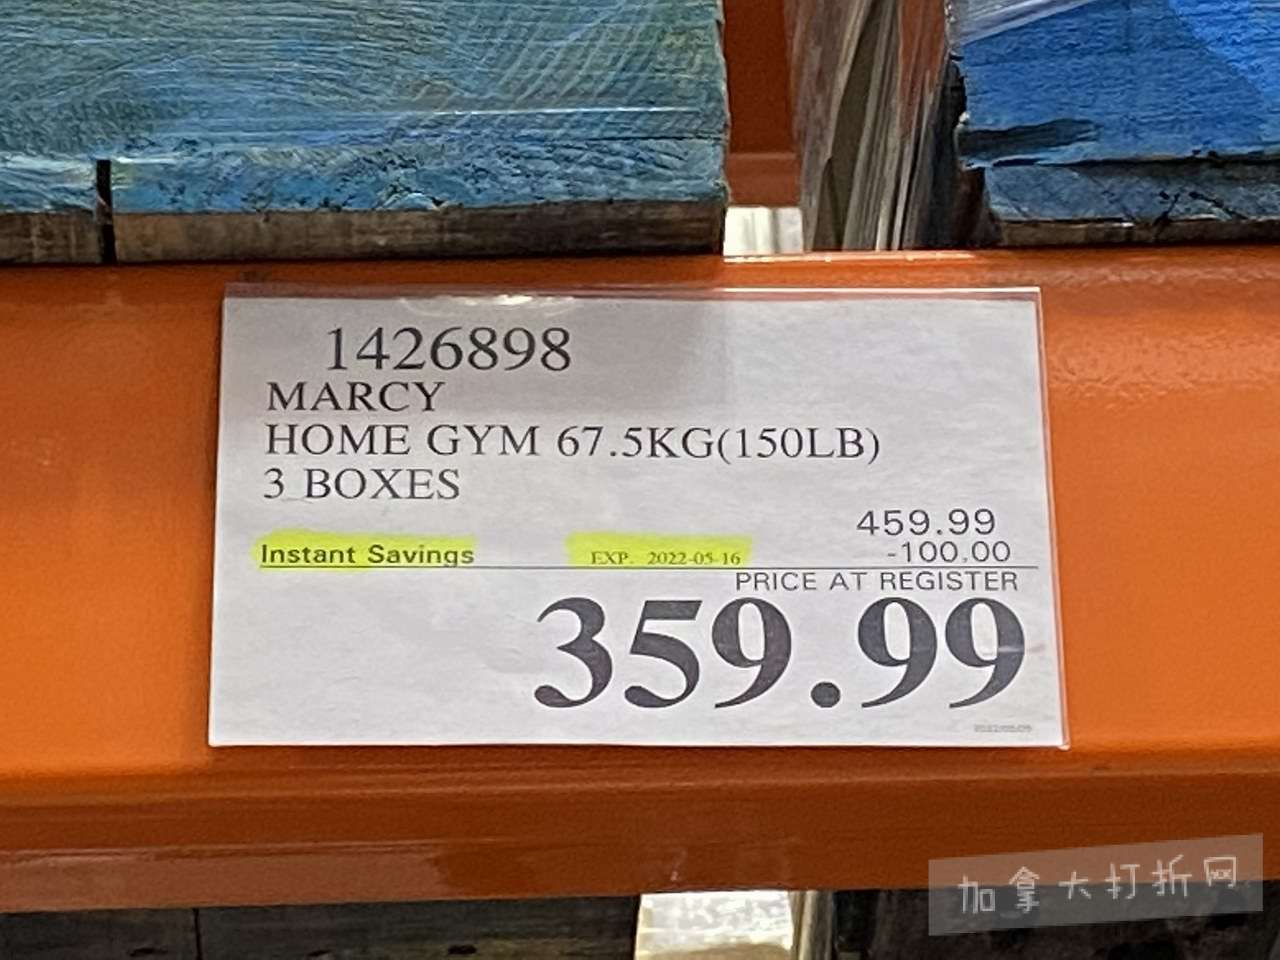 1426898
MARCY
HOME GYM 67.5KG(150LB)
3 BOXES
459.99
Instant Savings EXP. 2022-05-16 -100.00
PRICE AT REGISTER
359.99
加拿大打折网